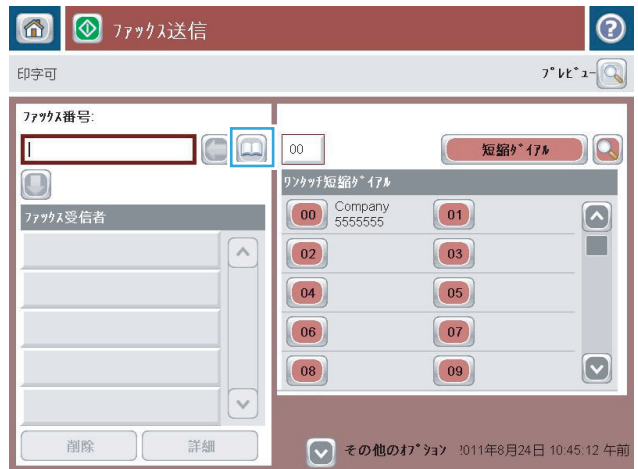 ファックス送信
印字可
プレビュー
ファックス番号:
00
短縮ダイアル
ワンタッチ短縮ダイアル
ファックス受信者
00 Company 5555555
01
02
03
04
05
06
07
08
09
削除
詳細
その他のオプション
2011年8月24日 10:45:12 午前